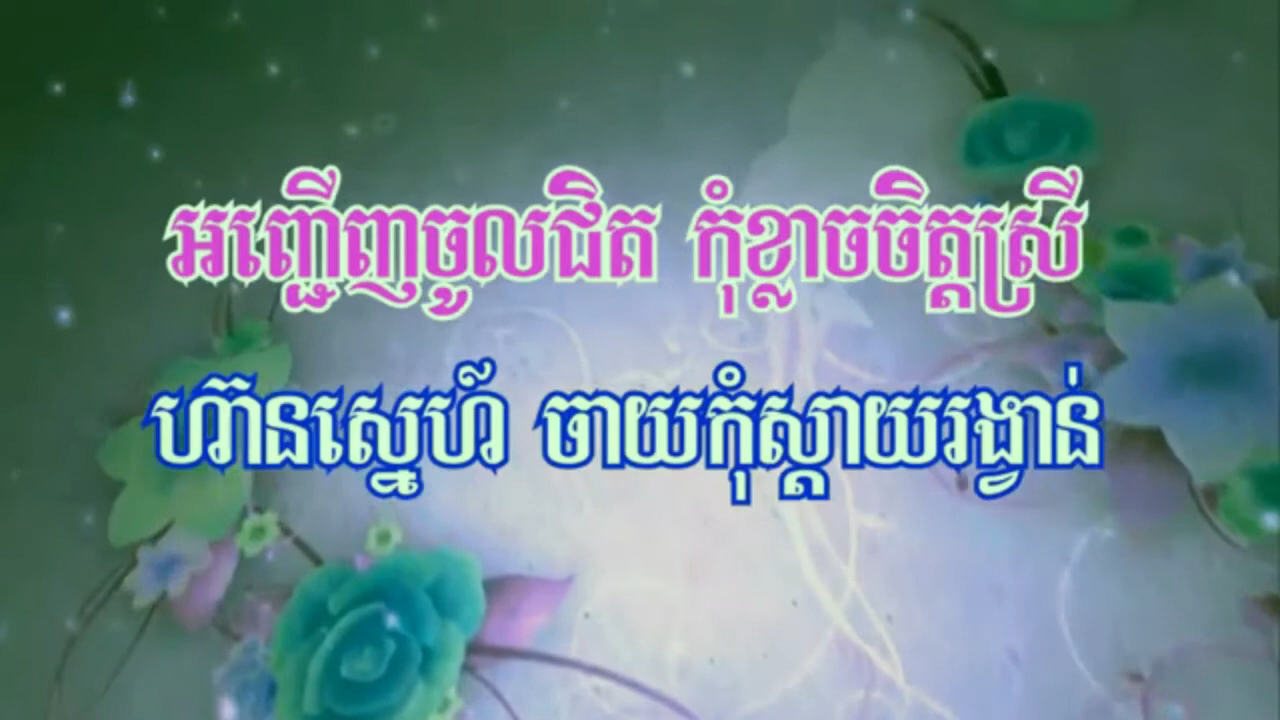 អញ្ជើញចូលជិត កុំខ្លាចចិត្តស្រី
ហ៊ានស្នេហ៍ ចាយកុំស្ដាយរង្វាន់